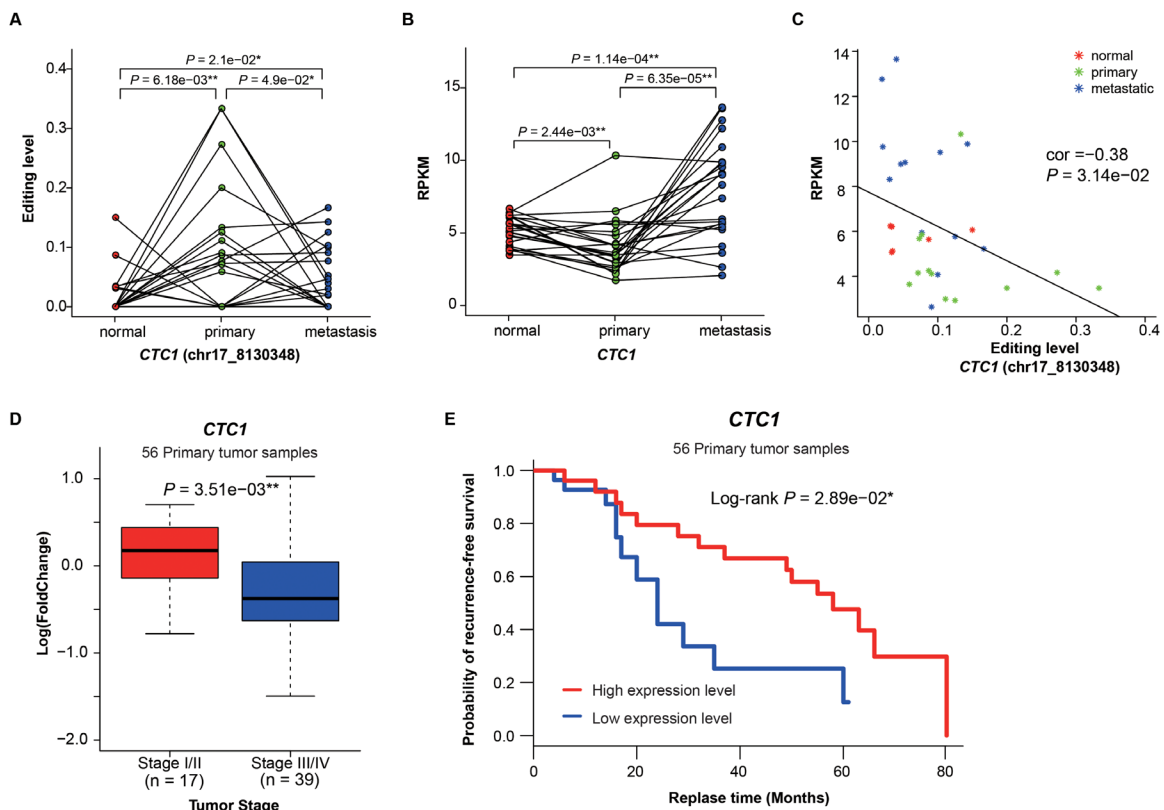 A
P = 2.1e−02*
P = 6.18e−03**
P = 4.9e−02*
Editing level
0.4
0.3
0.2
0.1
0.0
normal
primary
metastasis
CTC1 (chr17_8130348)
B
P = 1.14e−04**
P = 6.35e−05**
P = 2.44e−03**
RPKM
15
10
5
0
normal
primary
metastasis
CTC1
C
normal
primary
metastatic
cor =−0.38
P = 3.14e−02
RPKM
14
12
10
8
6
4
0.0
0.1
0.2
0.3
0.4
Editing level
CTC1 (chr17_8130348)
D
CTC1
56 Primary tumor samples
P = 3.51e−03**
Log(FoldChange)
1.0
0.0
−1.0
−2.0
Stage I/II
(n = 17)
Stage III/IV
(n = 39)
Tumor Stage
E
CTC1
56 Primary tumor samples
Log-rank P = 2.89e−02*
Probability of recurrence-free survival
1.0
0.8
0.6
0.4
0.2
0.0
High expression level
Low expression level
0
20
40
60
80
Replase time (Months)